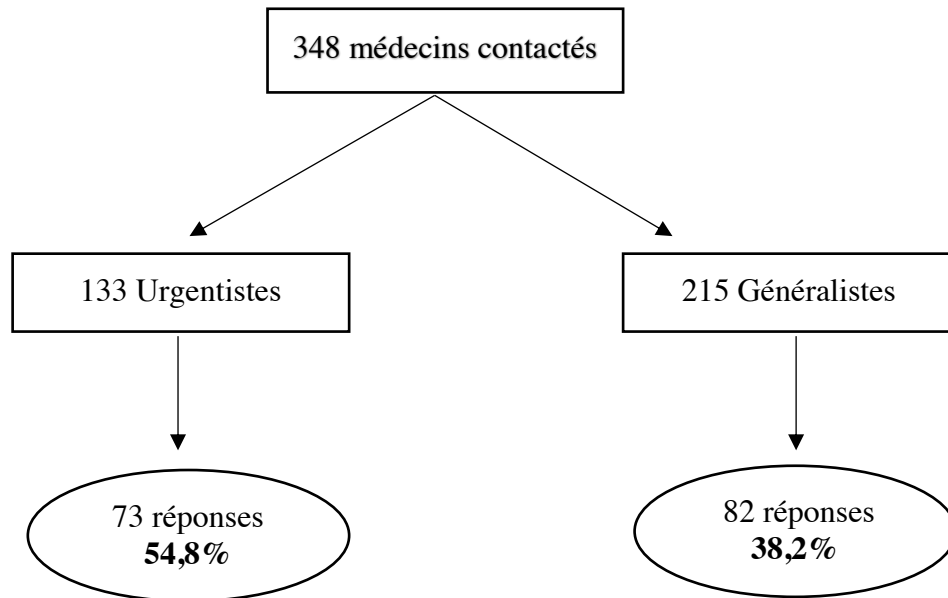 348 médecins contactés
133 Urgentistes
215 Généralistes
73 réponses
54,8%
82 réponses
38,2%